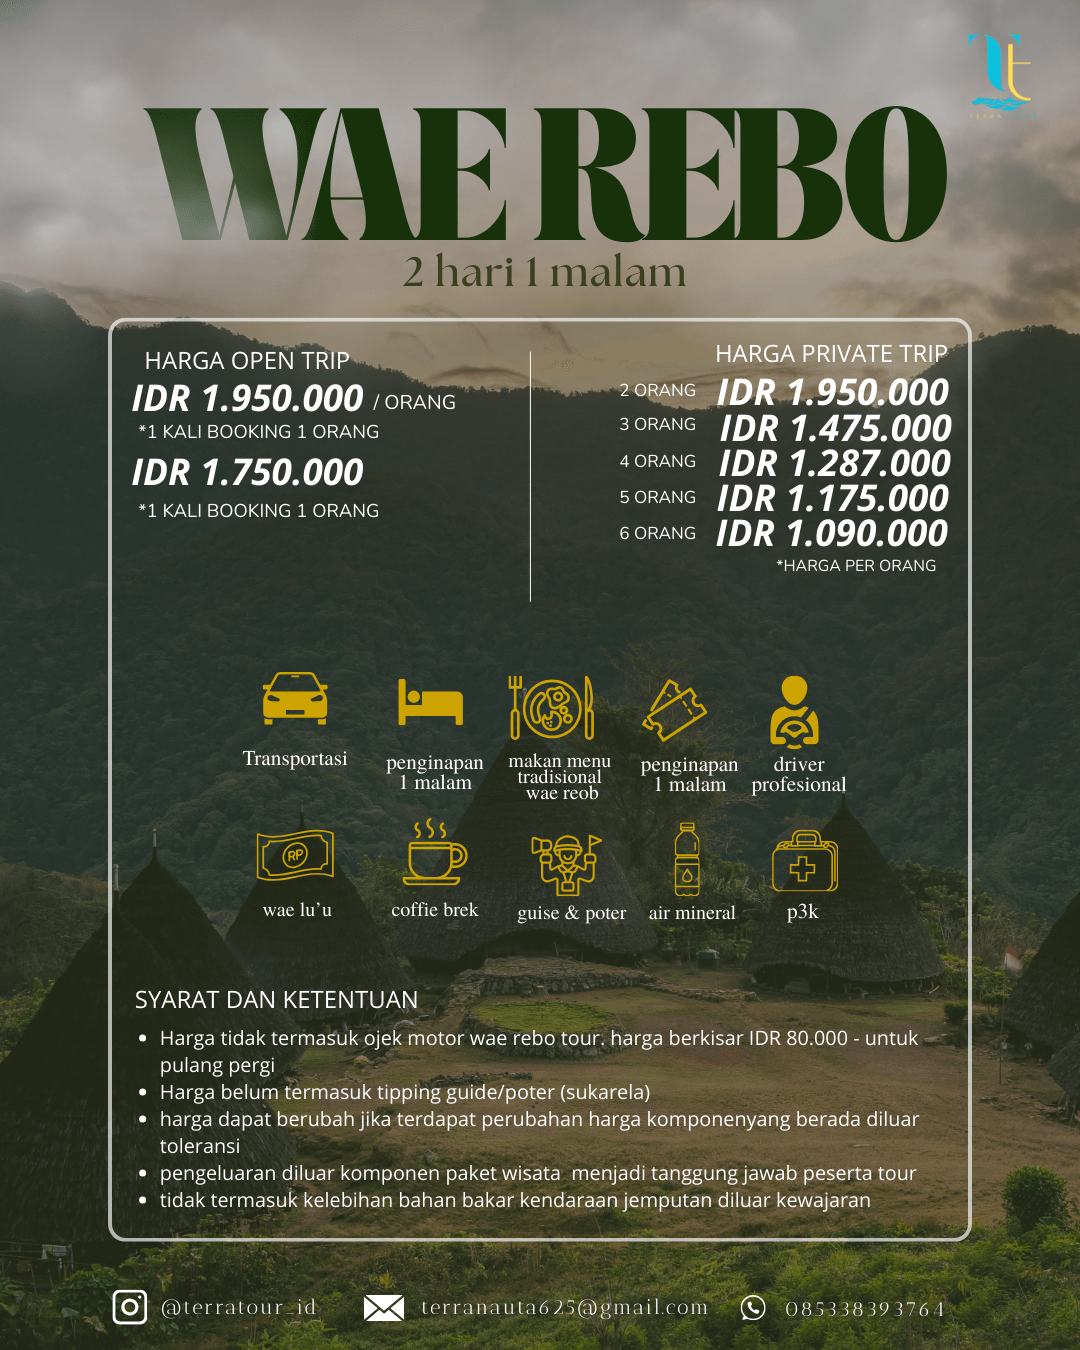 WAE REBO
2 hari 1 malam
HARGA OPEN TRIP
IDR 1.950.000 / ORANG
*1 KALI BOOKING 1 ORANG
IDR 1.750.000
*1 KALI BOOKING 1 ORANG
HARGA PRIVATE TRIP
2 ORANG IDR 1.950.000
3 ORANG IDR 1.475.000
4 ORANG IDR 1.287.000
5 ORANG IDR 1.175.000
6 ORANG IDR 1.090.000
*HARGA PER ORANG
Transportasi
penginapan
1 malam
makan menu
tradisional
wae reob
penginapan
1 malam
driver
profesional
RP
wae lu'u
coffie brek
guise & poter
air mineral
p3k
SYARAT DAN KETENTUAN
• Harga tidak termasuk ojek motor wae rebo tour. harga berkisar IDR 80.000 - untuk
pulang pergi
• Harga belum termasuk tipping guide/poter (sukarela)
• harga dapat berubah jika terdapat perubahan harga komponenyang berada diluar
toleransi
• pengeluaran diluar komponen paket wisata  menjadi tanggung jawab peserta tour
• tidak termasuk kelebihan bahan bakar kendaraan jemputan diluar kewajaran
@terratour_id
terranauta625@gmail.com
085338393764